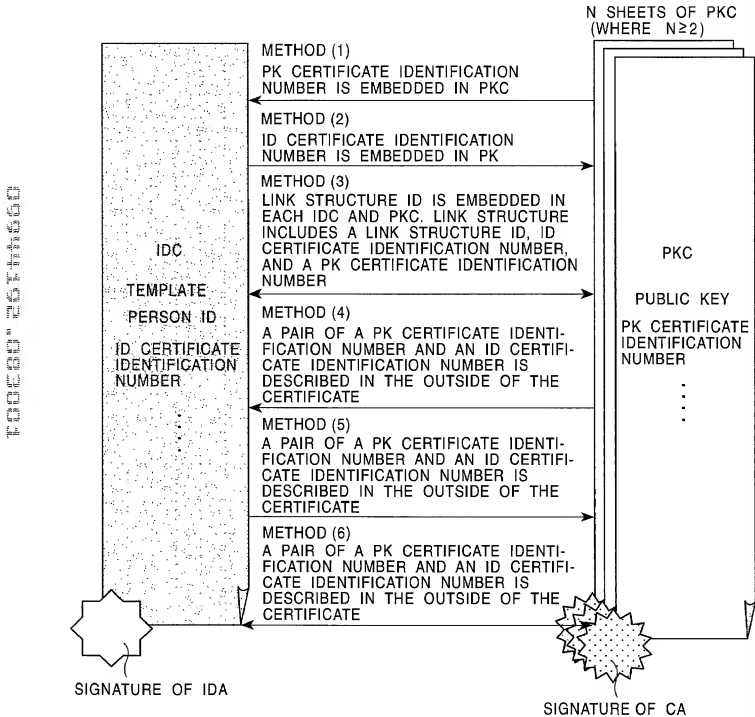 N SHEETS OF PKC
(WHERE N≥2)
METHOD (1)
PK CERTIFICATE IDENTIFICATION
NUMBER IS EMBEDDED IN PKC
METHOD (2)
ID CERTIFICATE IDENTIFICATION
NUMBER IS EMBEDDED IN PK
METHOD (3)
LINK STRUCTURE ID IS EMBEDDED IN
EACH IDC AND PKC. LINK STRUCTURE
INCLUDES A LINK STRUCTURE ID, ID
CERTIFICATE IDENTIFICATION NUMBER,
AND A PK CERTIFICATE IDENTIFICATION
NUMBER
METHOD (4)
A PAIR OF A PK CERTIFICATE IDENTI-
FICATION NUMBER AND AN ID CERTIFI-
CATE IDENTIFICATION NUMBER IS
DESCRIBED IN THE OUTSIDE OF THE
CERTIFICATE
METHOD (5)
A PAIR OF A PK CERTIFICATE IDENTI-
FICATION NUMBER AND AN ID CERTIFI-
CATE IDENTIFICATION NUMBER IS
DESCRIBED IN THE OUTSIDE OF THE
CERTIFICATE
METHOD (6)
A PAIR OF A PK CERTIFICATE IDENTI-
FICATION NUMBER AND AN ID CERTIFI-
CATE IDENTIFICATION NUMBER IS
DESCRIBED IN THE OUTSIDE OF THE
CERTIFICATE
IDC
TEMPLATE
PERSON ID
ID CERTIFICATE
IDENTIFICATION
NUMBER
PKC
PUBLIC KEY
PK CERTIFICATE
IDENTIFICATION
NUMBER
SIGNATURE OF IDA
SIGNATURE OF CA